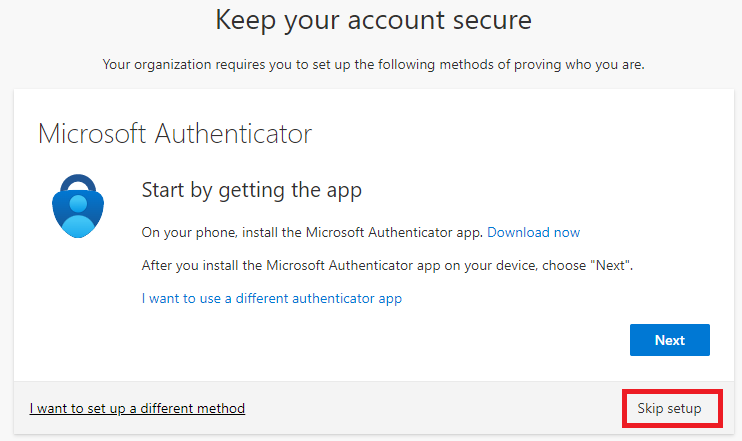 Keep your account secure
Your organization requires you to set up the following methods of proving who you are.
Microsoft Authenticator
Start by getting the app
On your phone, install the Microsoft Authenticator app. Download now
After you install the Microsoft Authenticator app on your device, choose "Next".
I want to use a different authenticator app
Next
I want to set up a different method
Skip setup